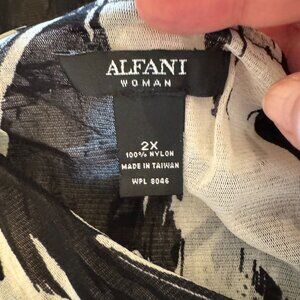 ALFANI
WOMAN
2X
100% NYLON
MADE IN TAIWAN
WPL 8046